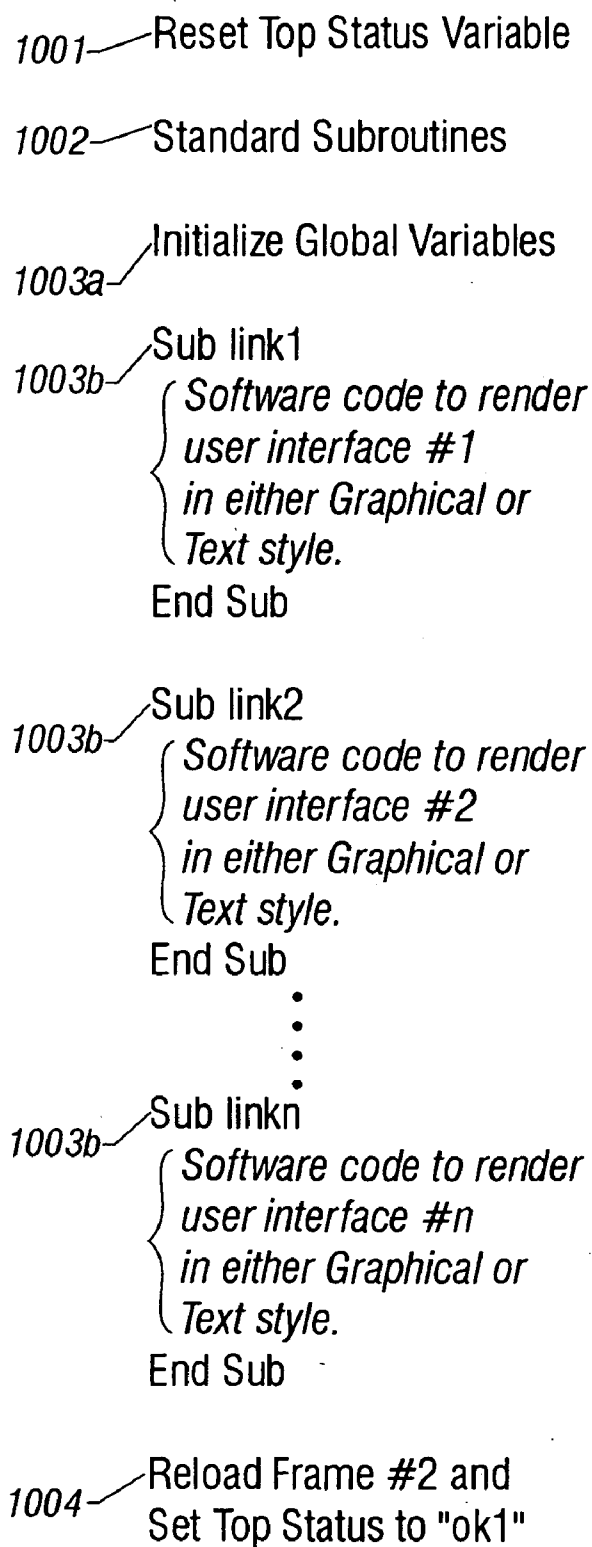 1001 Reset Top Status Variable
1002 Standard Subroutines
Initialize Global Variables
1003a
Sub link1
1003b
Software code to render
user interface #1
in either Graphical or
Text style.
End Sub
Sub link2
1003b
Software code to render
user interface #2
in either Graphical or
Text style.
End Sub
Sub linkn
1003b
Software code to render
user interface #n
in either Graphical or
Text style.
End Sub
Reload Frame #2 and
1004
Set Top Status to "ok1"